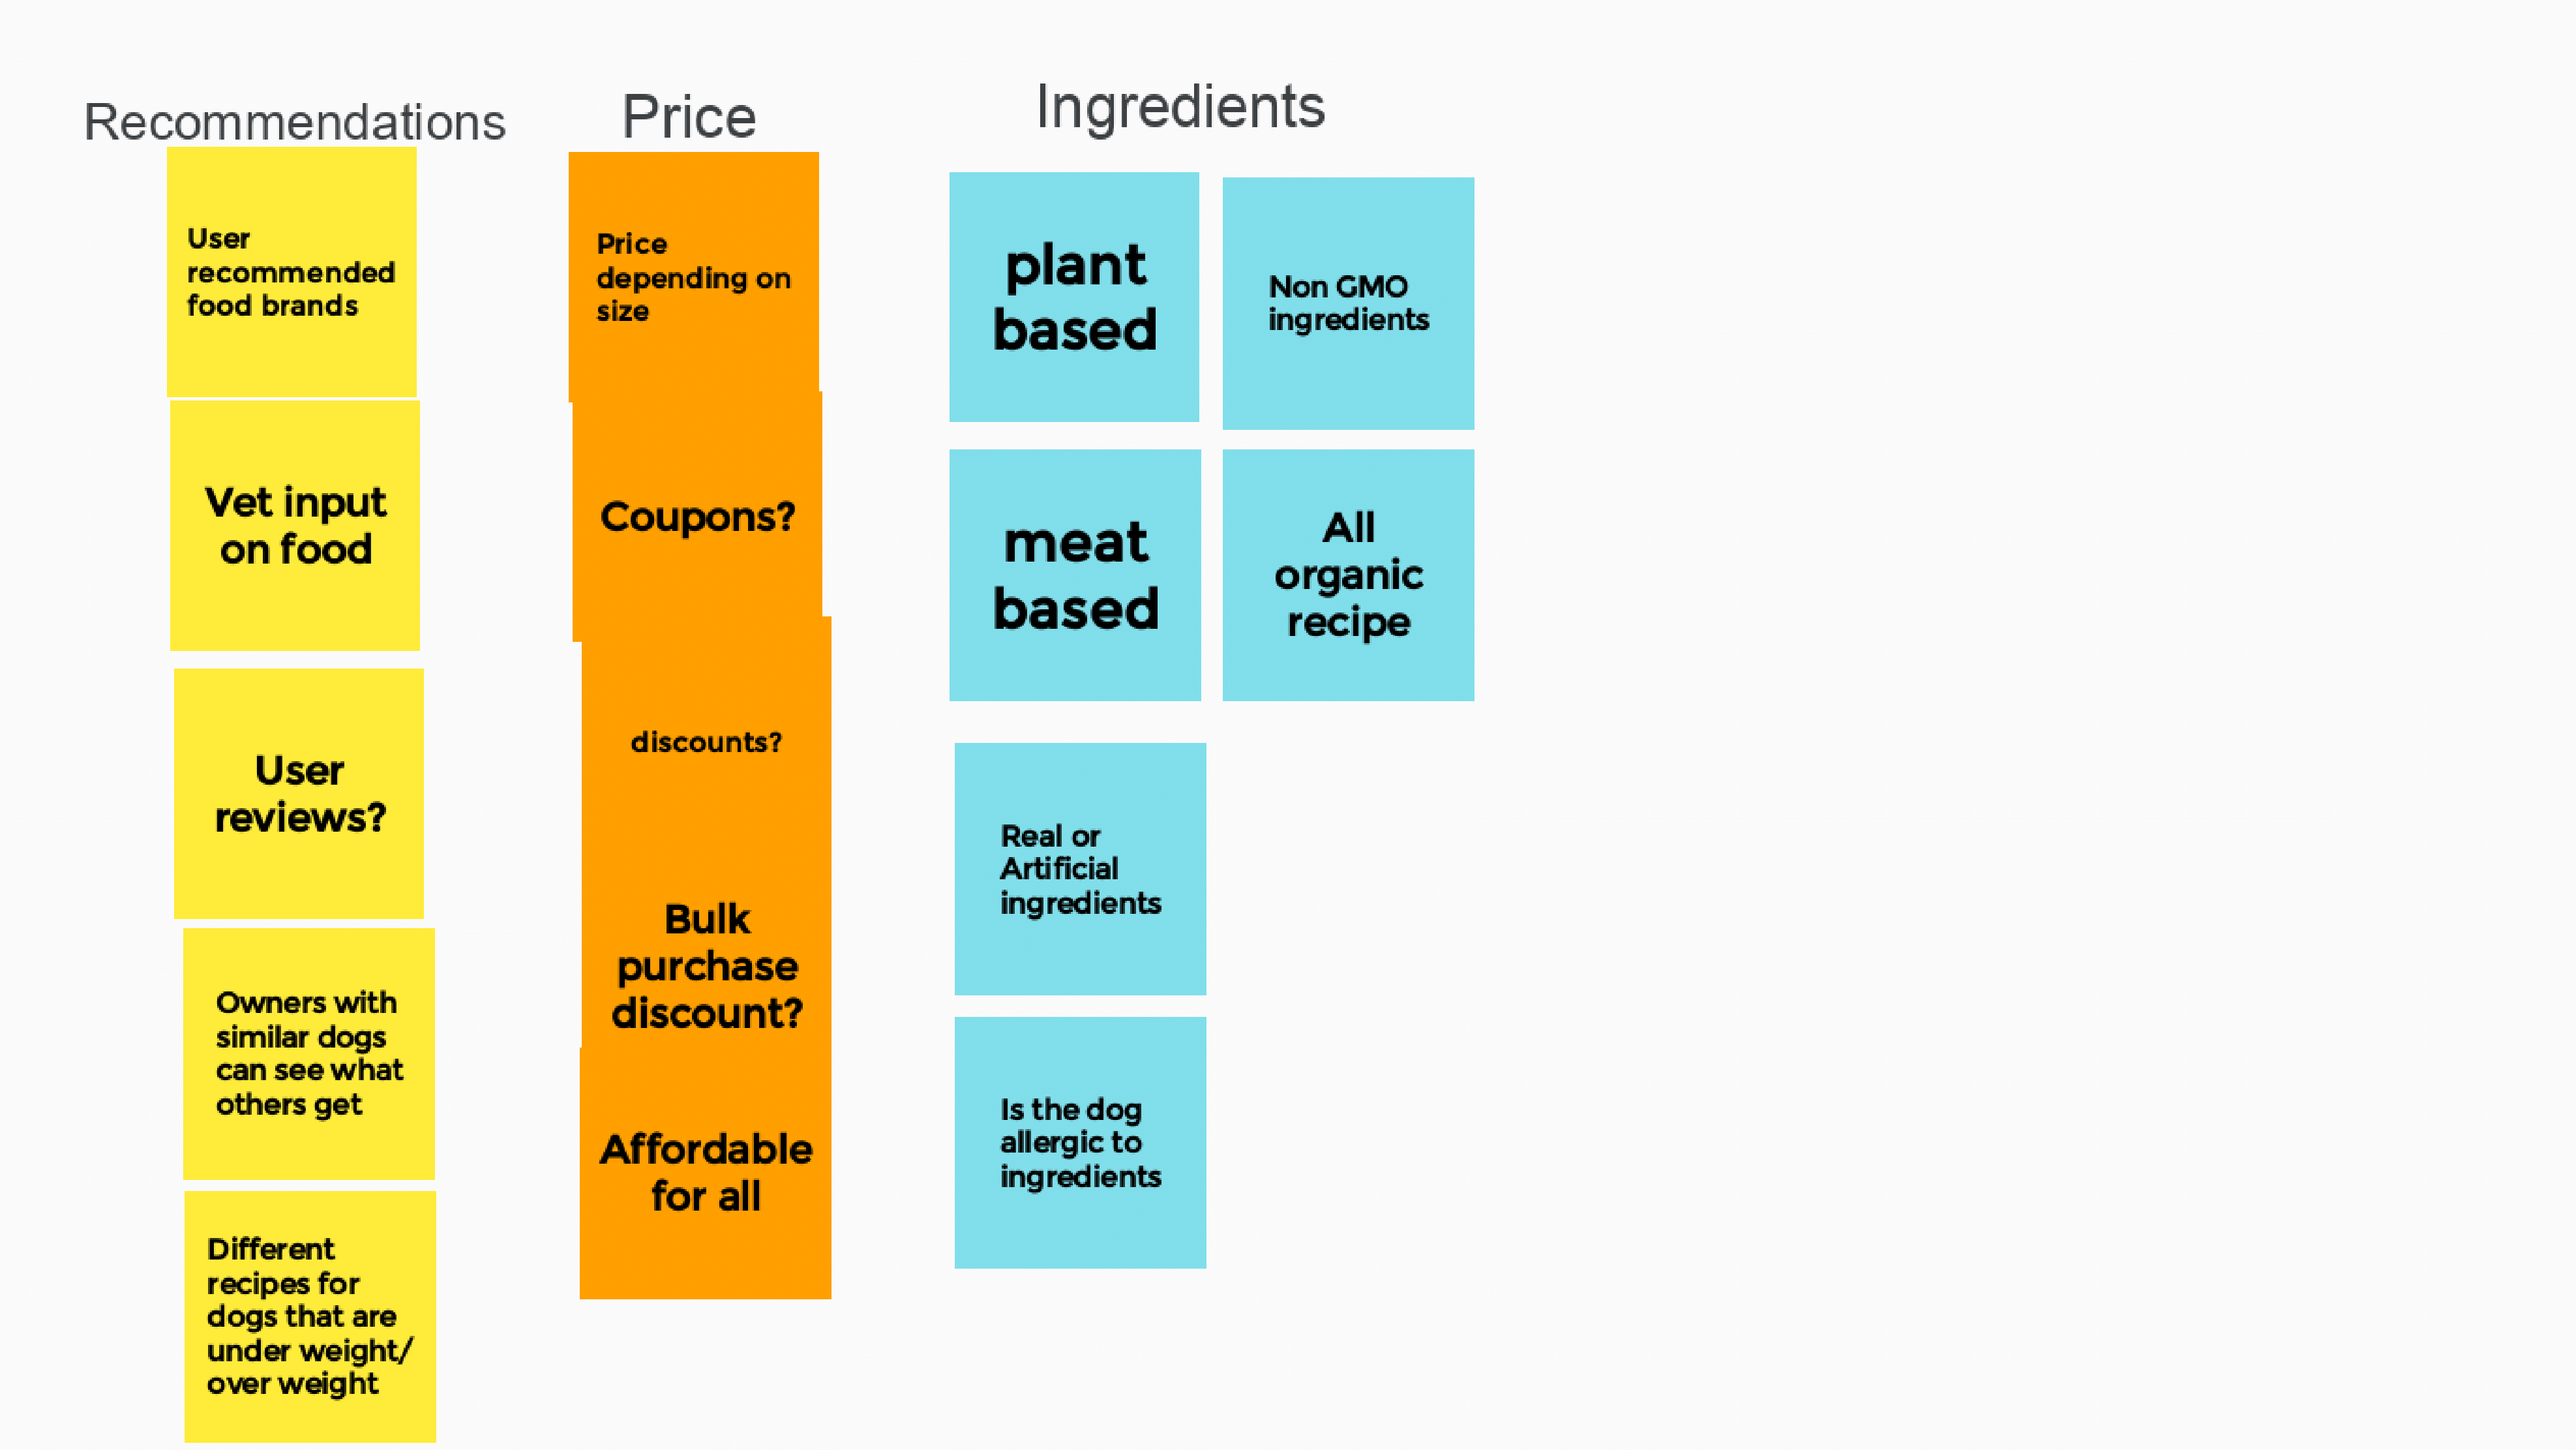 Recommendations
User
recommended
food brands
Vet input
on food
User
reviews?
Owners with
similar dogs
can see what
others get
Different
recipes for
dogs that are
under weight/
over weight
Price
Price
depending on
size
Coupons?
discounts?
Bulk
purchase
discount?
Affordable
for all
Ingredients
plant
based
Non GMO
ingredients
meat
based
All
organic
recipe
Real or
Artificial
ingredients
Is the dog
allergic to
ingredients